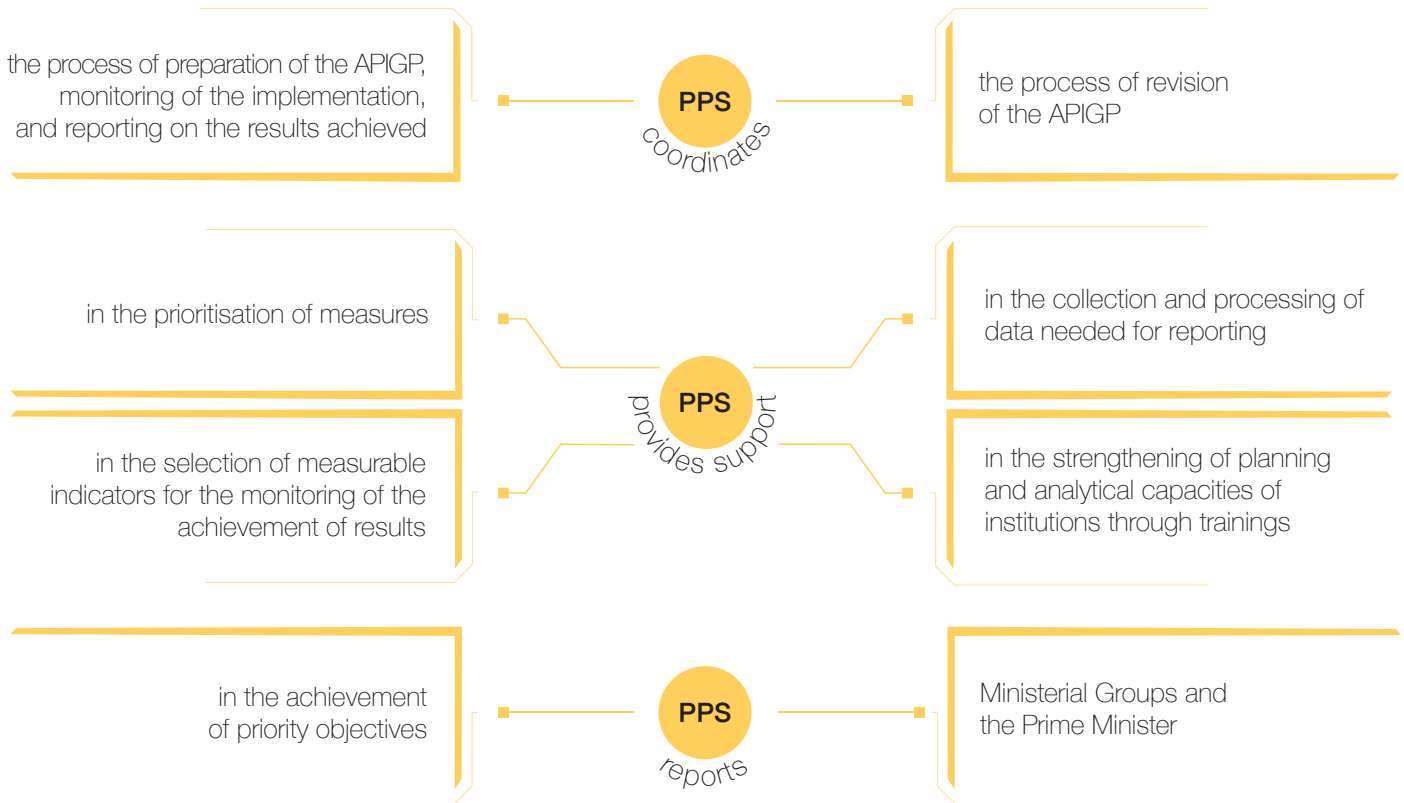 the process of preparation of the APIGP,
monitoring of the implementation,
and reporting on the results achieved
PPS
coordinates
the process of revision
of the APIGP
in the prioritisation of measures
in the collection and processing of
data needed for reporting
PPS
provides support
in the selection of measurable
indicators for the monitoring of the
achievement of results
in the strengthening of planning
and analytical capacities of
institutions through trainings
in the achievement
of priority objectives
PPS
reports
Ministerial Groups and
the Prime Minister